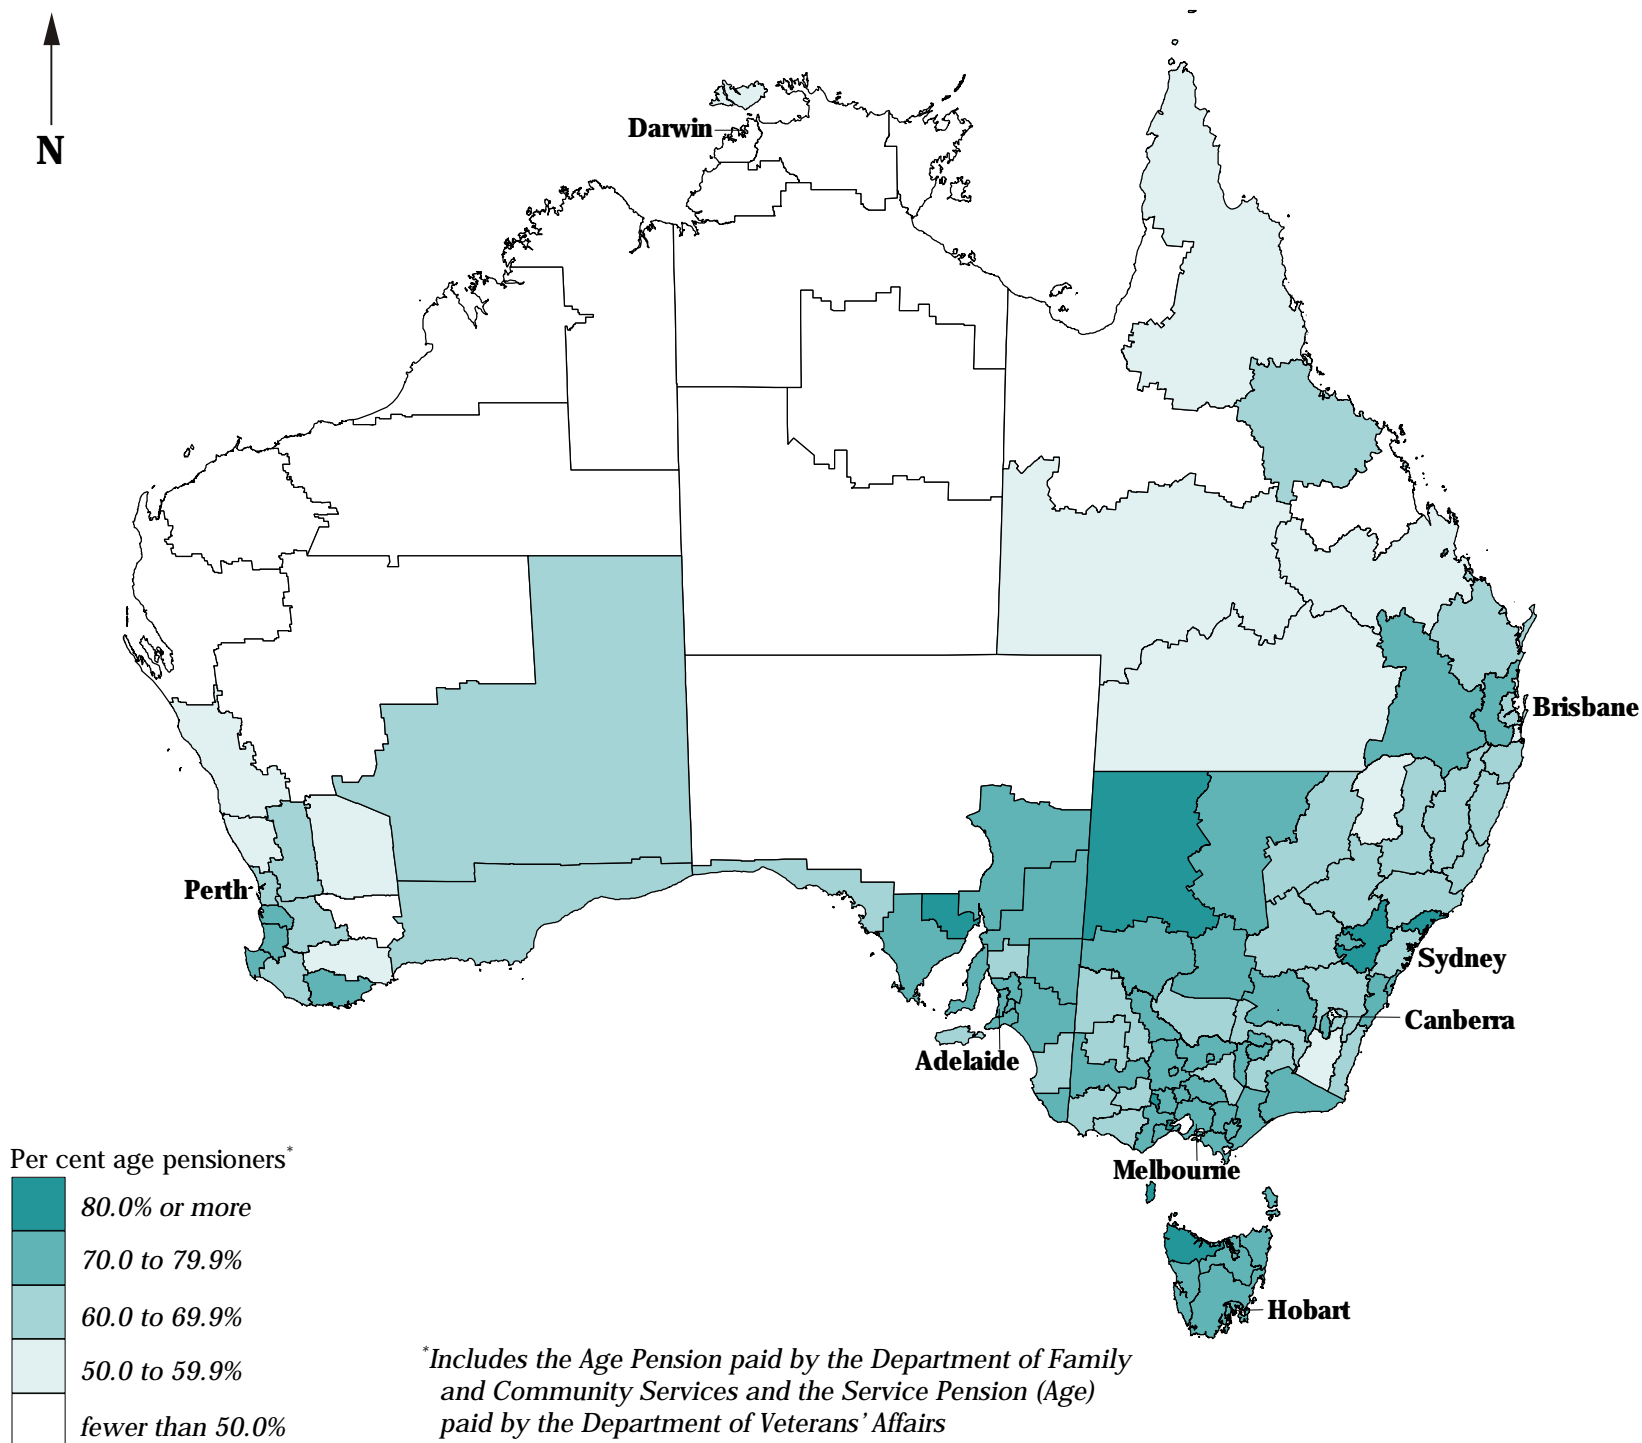 N
Darwin
Brisbane
Perth
Sydney
Canberra
Adelaide
Melbourne
Hobart
Per cent age pensioners*
80.0% or more
70.0 to 79.9%
60.0 to 69.9%
50.0 to 59.9%
fewer than 50.0%
*Includes the Age Pension paid by the Department of Family
and Community Services and the Service Pension (Age)
paid by the Department of Veterans' Affairs